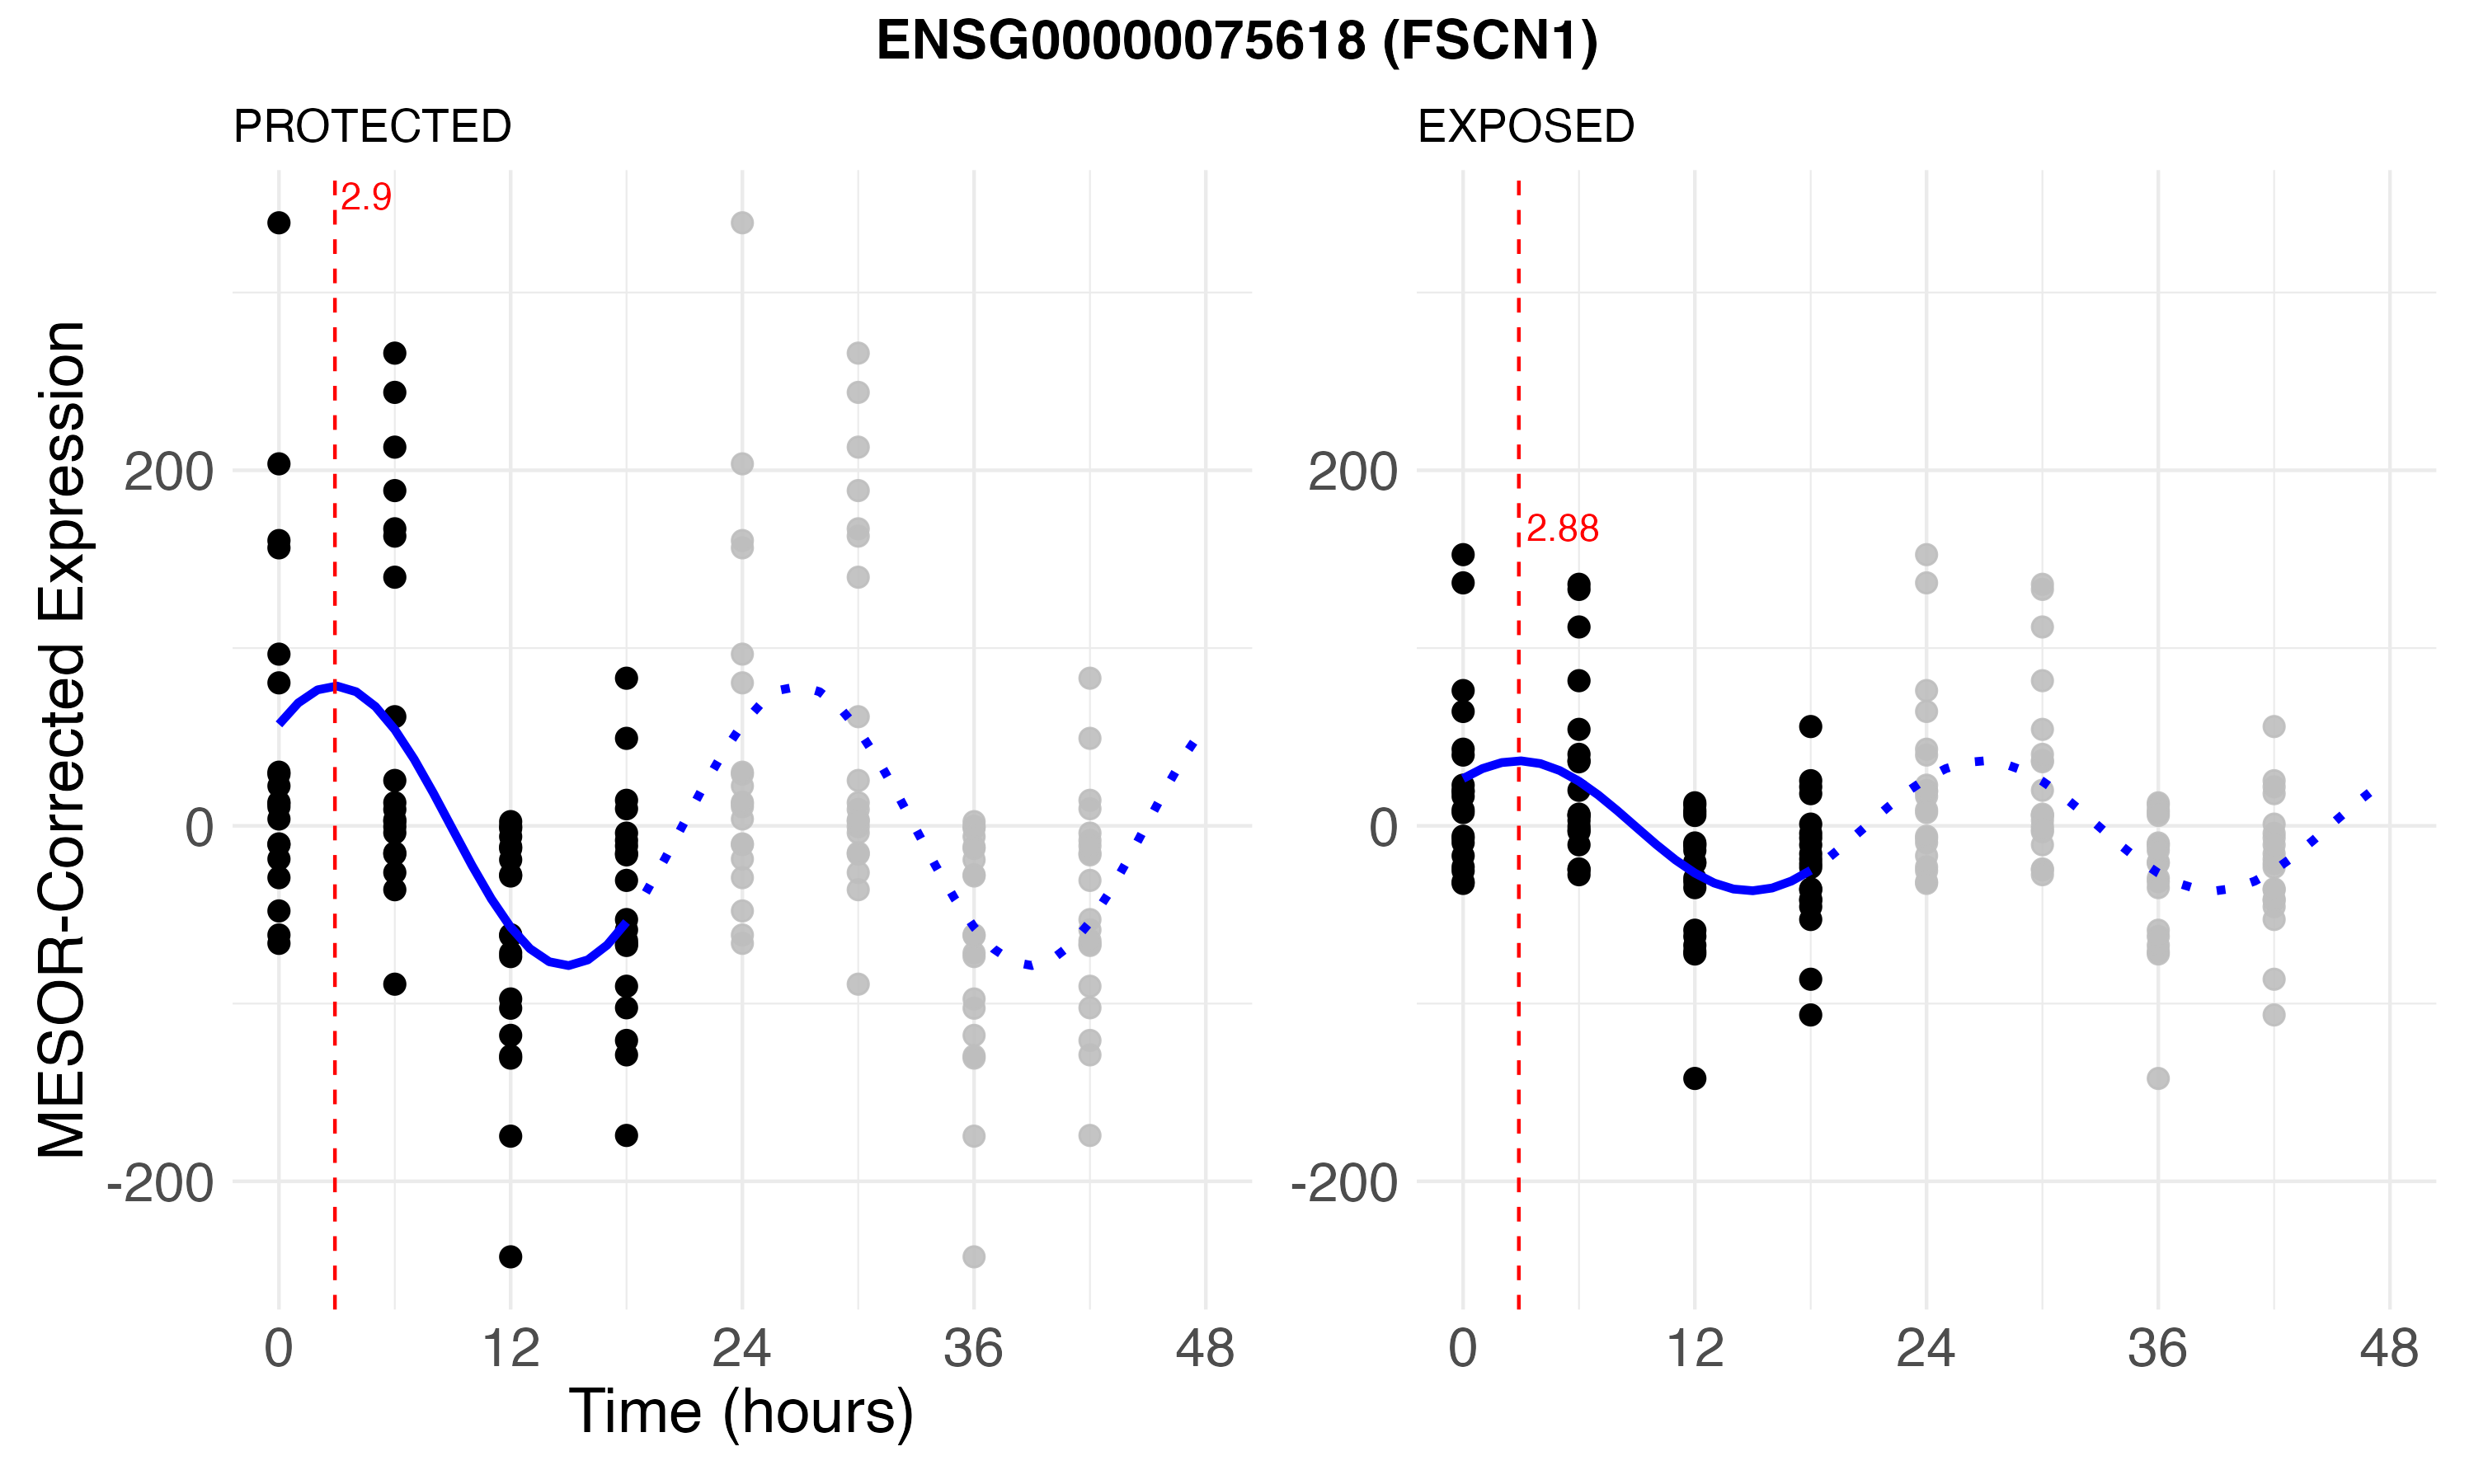 ENSG00000075618 (FSCN1)
PROTECTED
EXPOSED
2.9
2.88
MESOR-Corrected Expression
200
0
-200
200
0
-200
0 12 24 36 48
0 12 24 36 48
Time (hours)